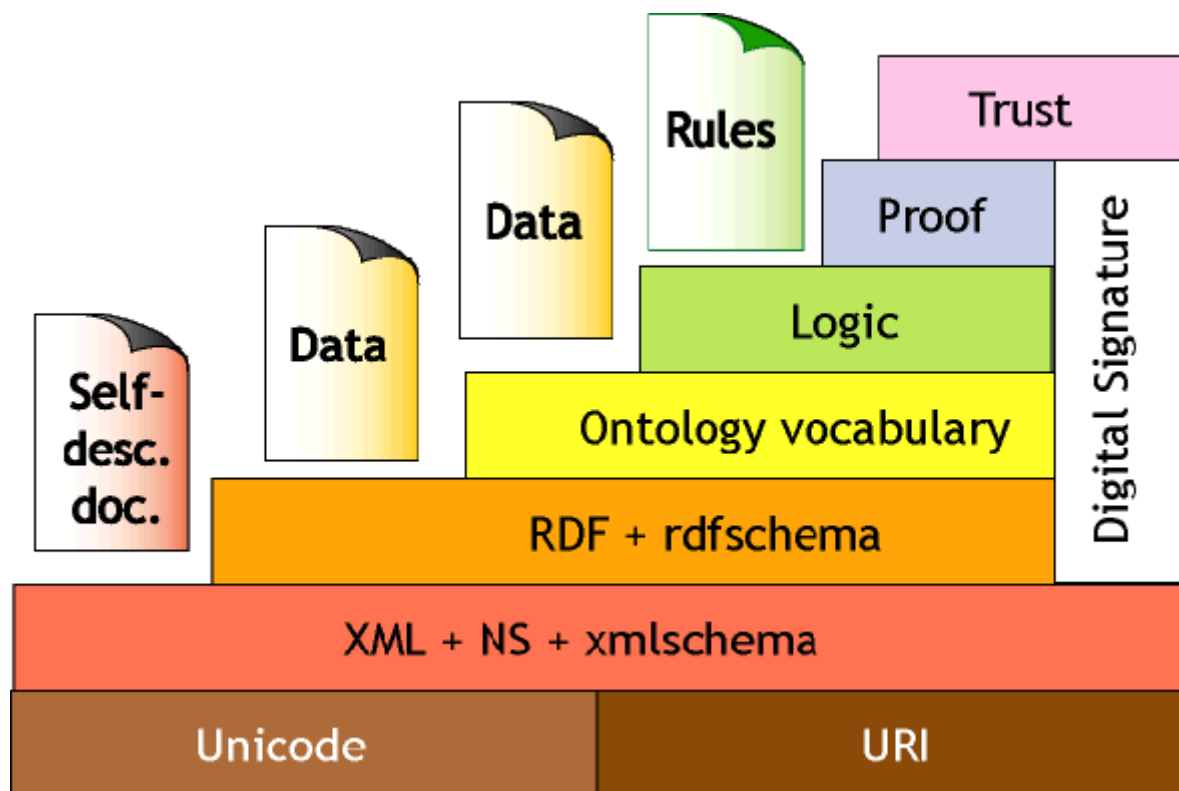 Rules
Trust
Data
Proof
Digital Signature
Data
Logic
Self-
desc.
doc.
Ontology vocabulary
RDF + rdfschema
XML + NS + xmlschema
Unicode
URI